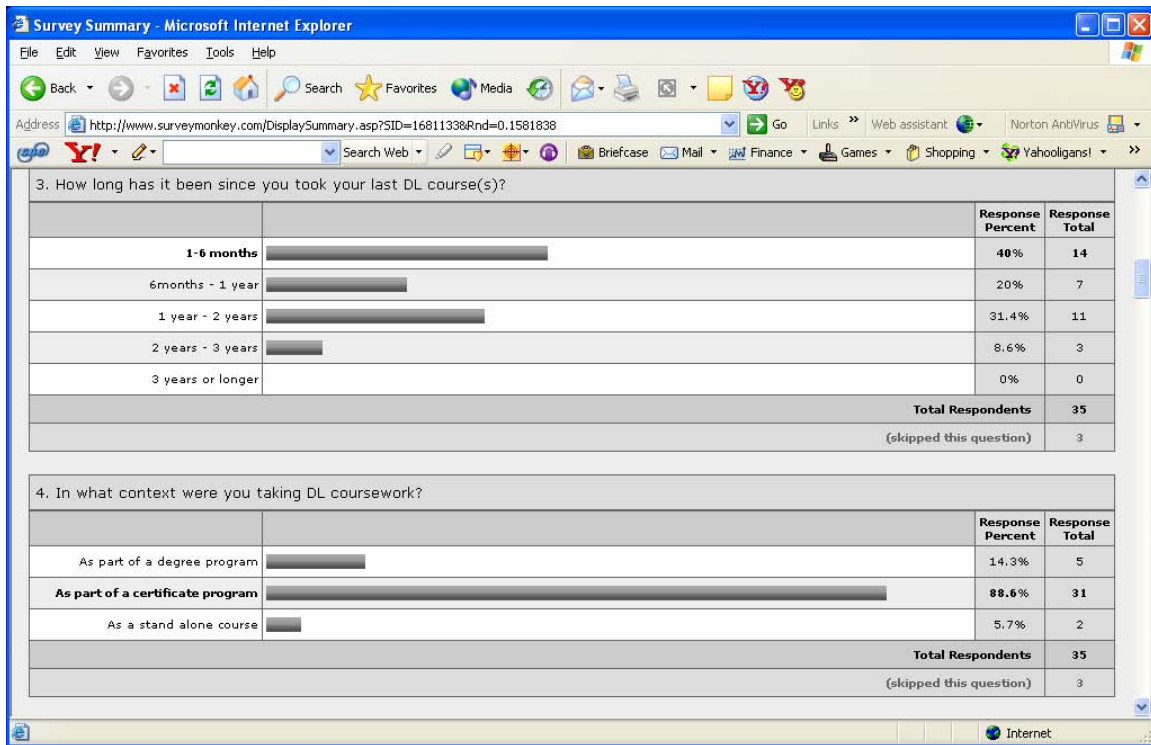 Survey Summary - Microsoft Internet Explorer
File Edit View Favorites Tools Help
Back Search Favorites Media
Address http://www.surveymonkey.com/DisplaySummary.asp?SID=1681133&Rnd=0.1581838 Go Links » Web assistant Norton AntiVirus
Y! Search Web Briefcase Mail Finance Games Shopping Yahooligans! »
3. How long has it been since you took your last DL course(s)?
Response Percent Response Total
1-6 months 40% 14
6months - 1 year 20% 7
1 year - 2 years 31.4% 11
2 years - 3 years 8.6% 3
3 years or longer 0% 0
Total Respondents 35
(skipped this question) 3
4. In what context were you taking DL coursework?
Response Percent Response Total
As part of a degree program 14.3% 5
As part of a certificate program 88.6% 31
As a stand alone course 5.7% 2
Total Respondents 35
(skipped this question) 3
Internet